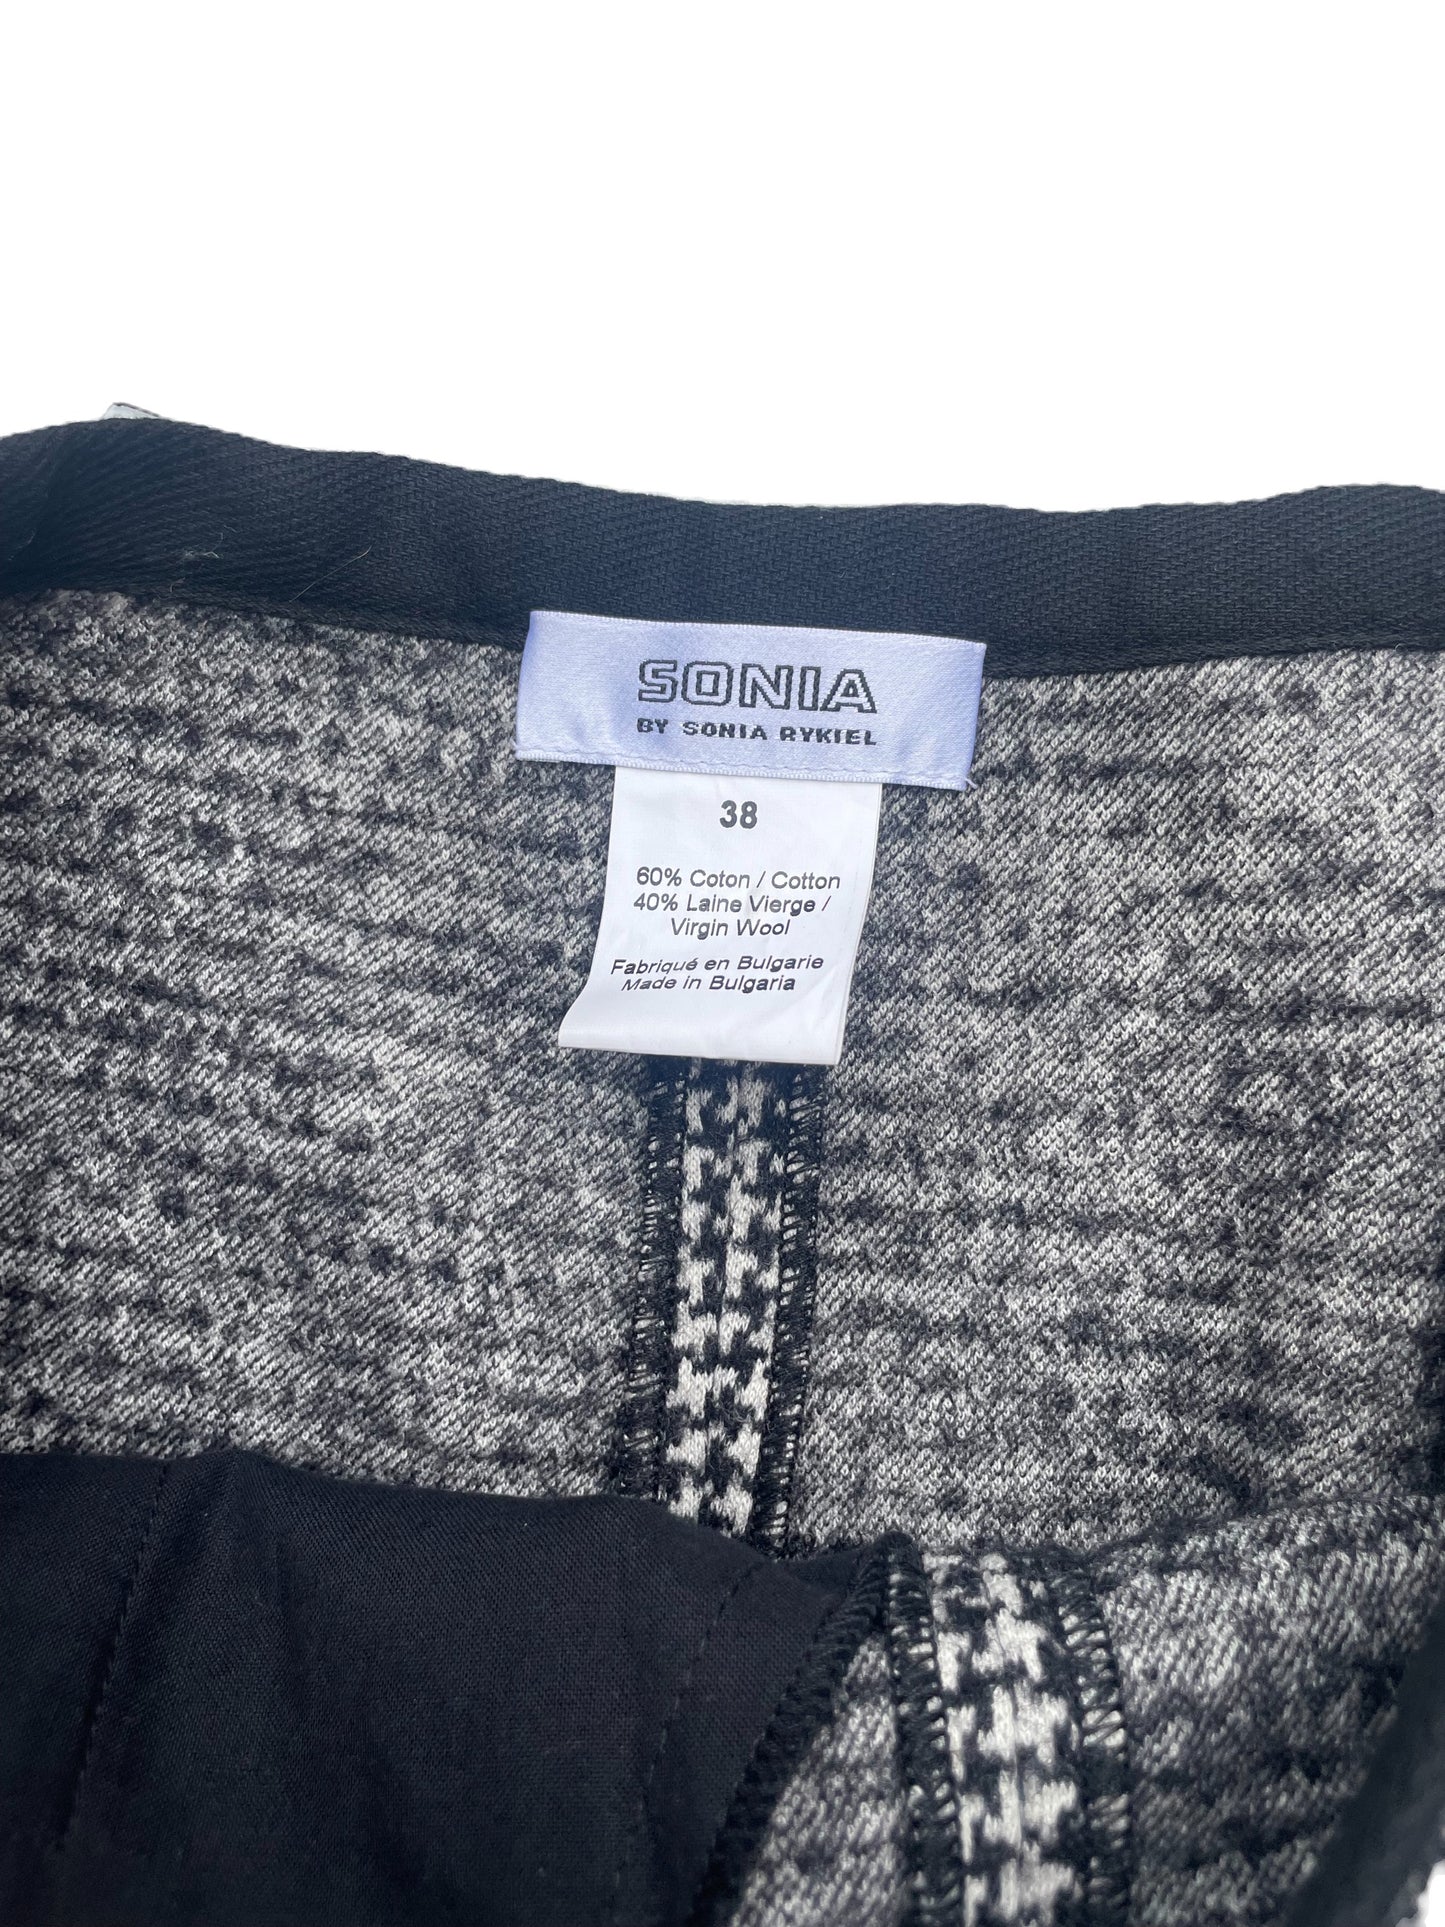 SONIA
BY SONIA RYKIEL
38
60% Coton / Cotton
40% Laine Vierge /
Virgin Wool
Fabriqué en Bulgarie
Made in Bulgaria